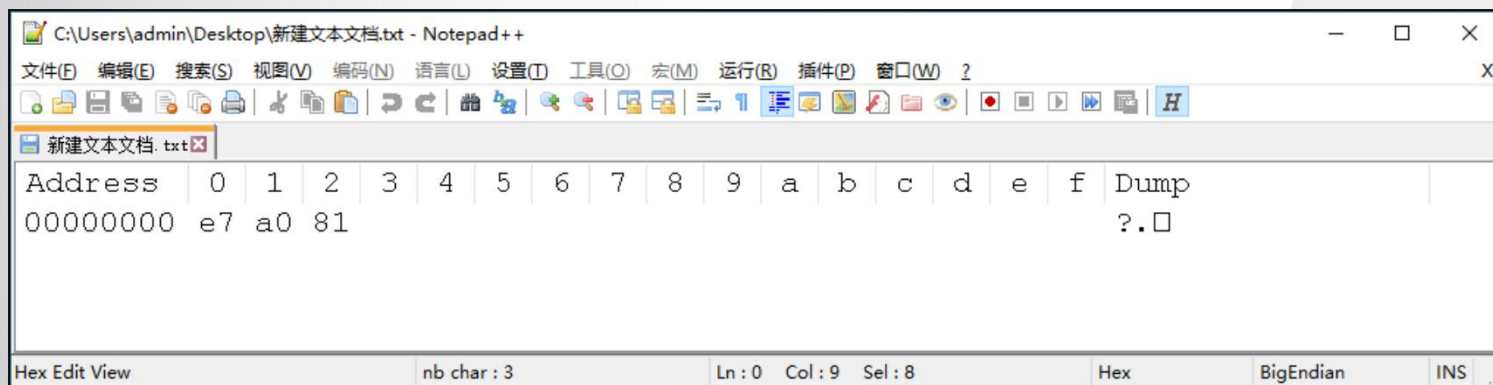 C:\Users\admin\Desktop\新建文本文档.txt - Notepad++
文件(F) 编辑(E) 搜索(S) 视图(V) 编码(N) 语言(L) 设置(T) 工具(O) 宏(M) 运行(R) 插件(P) 窗口(W) ? X
新建文本文档. txt
Address 0 1 2 3 4 5 6 7 8 9 a b c d e f Dump
00000000 e7 a0 81 ?.□
Hex Edit View nb char : 3 Ln : 0 Col : 9 Sel : 8 Hex BigEndian INS